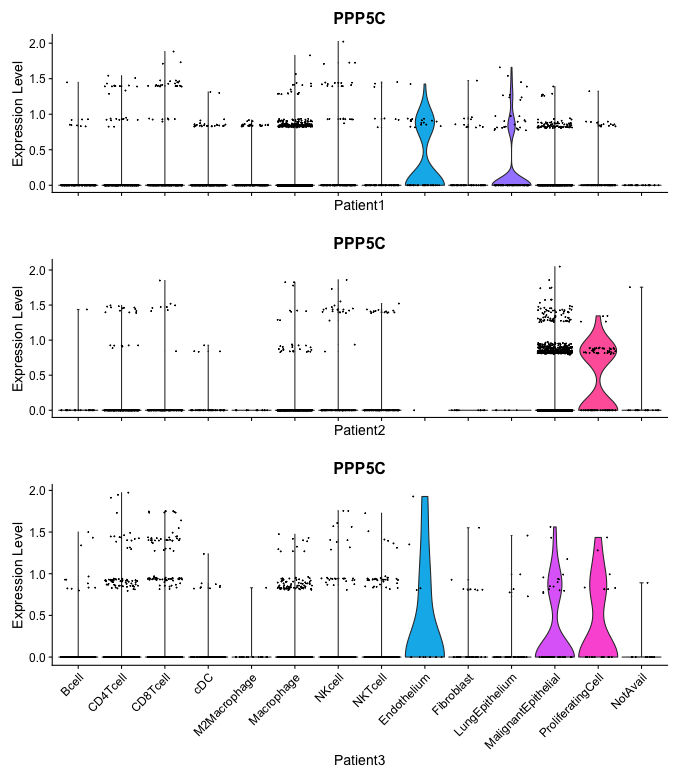 PPP5C
Expression Level
2.0
1.5
1.0
0.5
0.0
Patient1
PPP5C
Expression Level
2.0
1.5
1.0
0.5
0.0
Patient2
PPP5C
Expression Level
2.0
1.5
1.0
0.5
0.0
Bcell
CD4Tcell
CD8Tcell
cDC
M2Macrophage
Macrophage
NKcell
NKTcell
Endothelium
Fibroblast
LungEpithelium
MalignantEpithelial
ProliferatingCell
NotAvail
Patient3